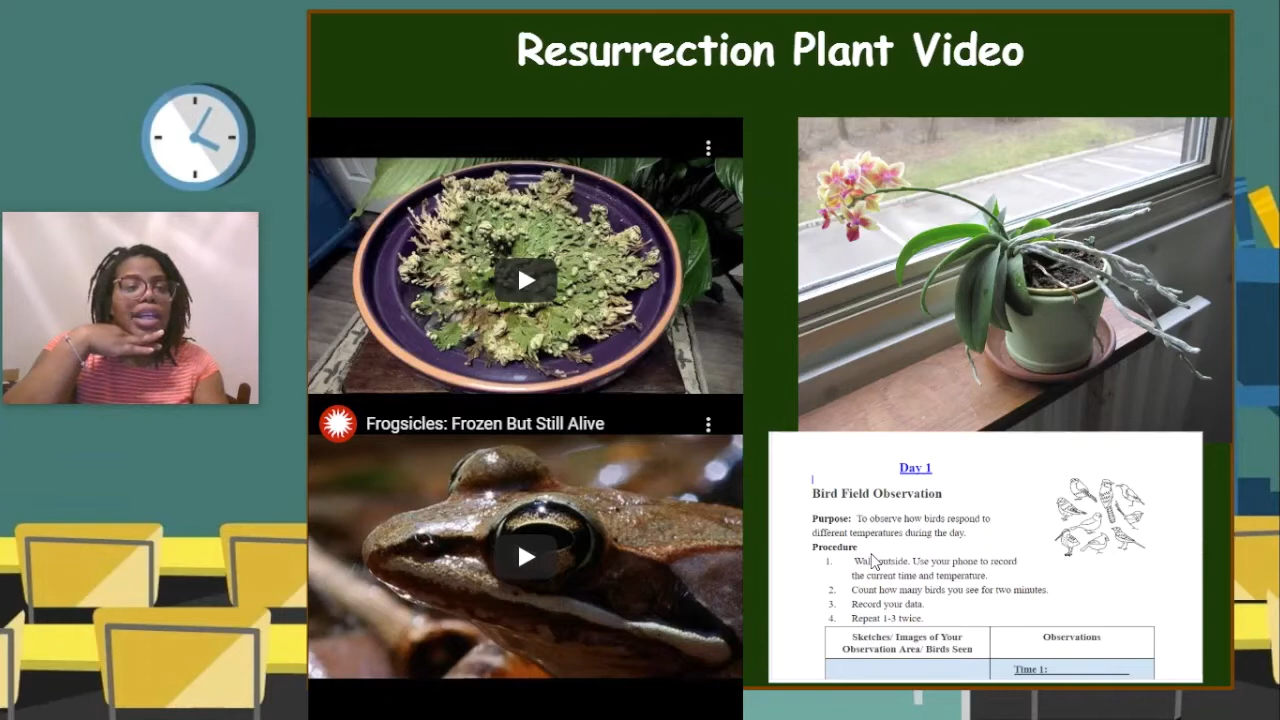 Resurrection Plant Video
Frogsicles: Frozen But Still Alive
Day 1
Bird Field Observation
Purpose: To observe how birds respond to
different temperatures during the day.
Procedure
1. outside. Use your phone to record
the current time and temperature.
2. Count how many birds you see for two minutes.
3. Record your data.
4. Repeat 1-3 twice.
Sketches/ Images of Your
Observation Area/ Birds Seen
Observations
Time 1: